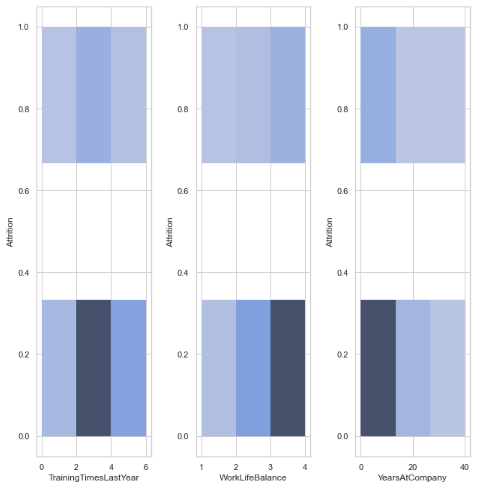 1.0
0.8
0.6
0.4
0.2
0.0
Attrition
0 2 4 6
TrainingTimesLastYear
1.0
0.8
0.6
0.4
0.2
0.0
Attrition
1 2 3 4
WorkLifeBalance
1.0
0.8
0.6
0.4
0.2
0.0
Attrition
0 20 40
YearsAtCompany